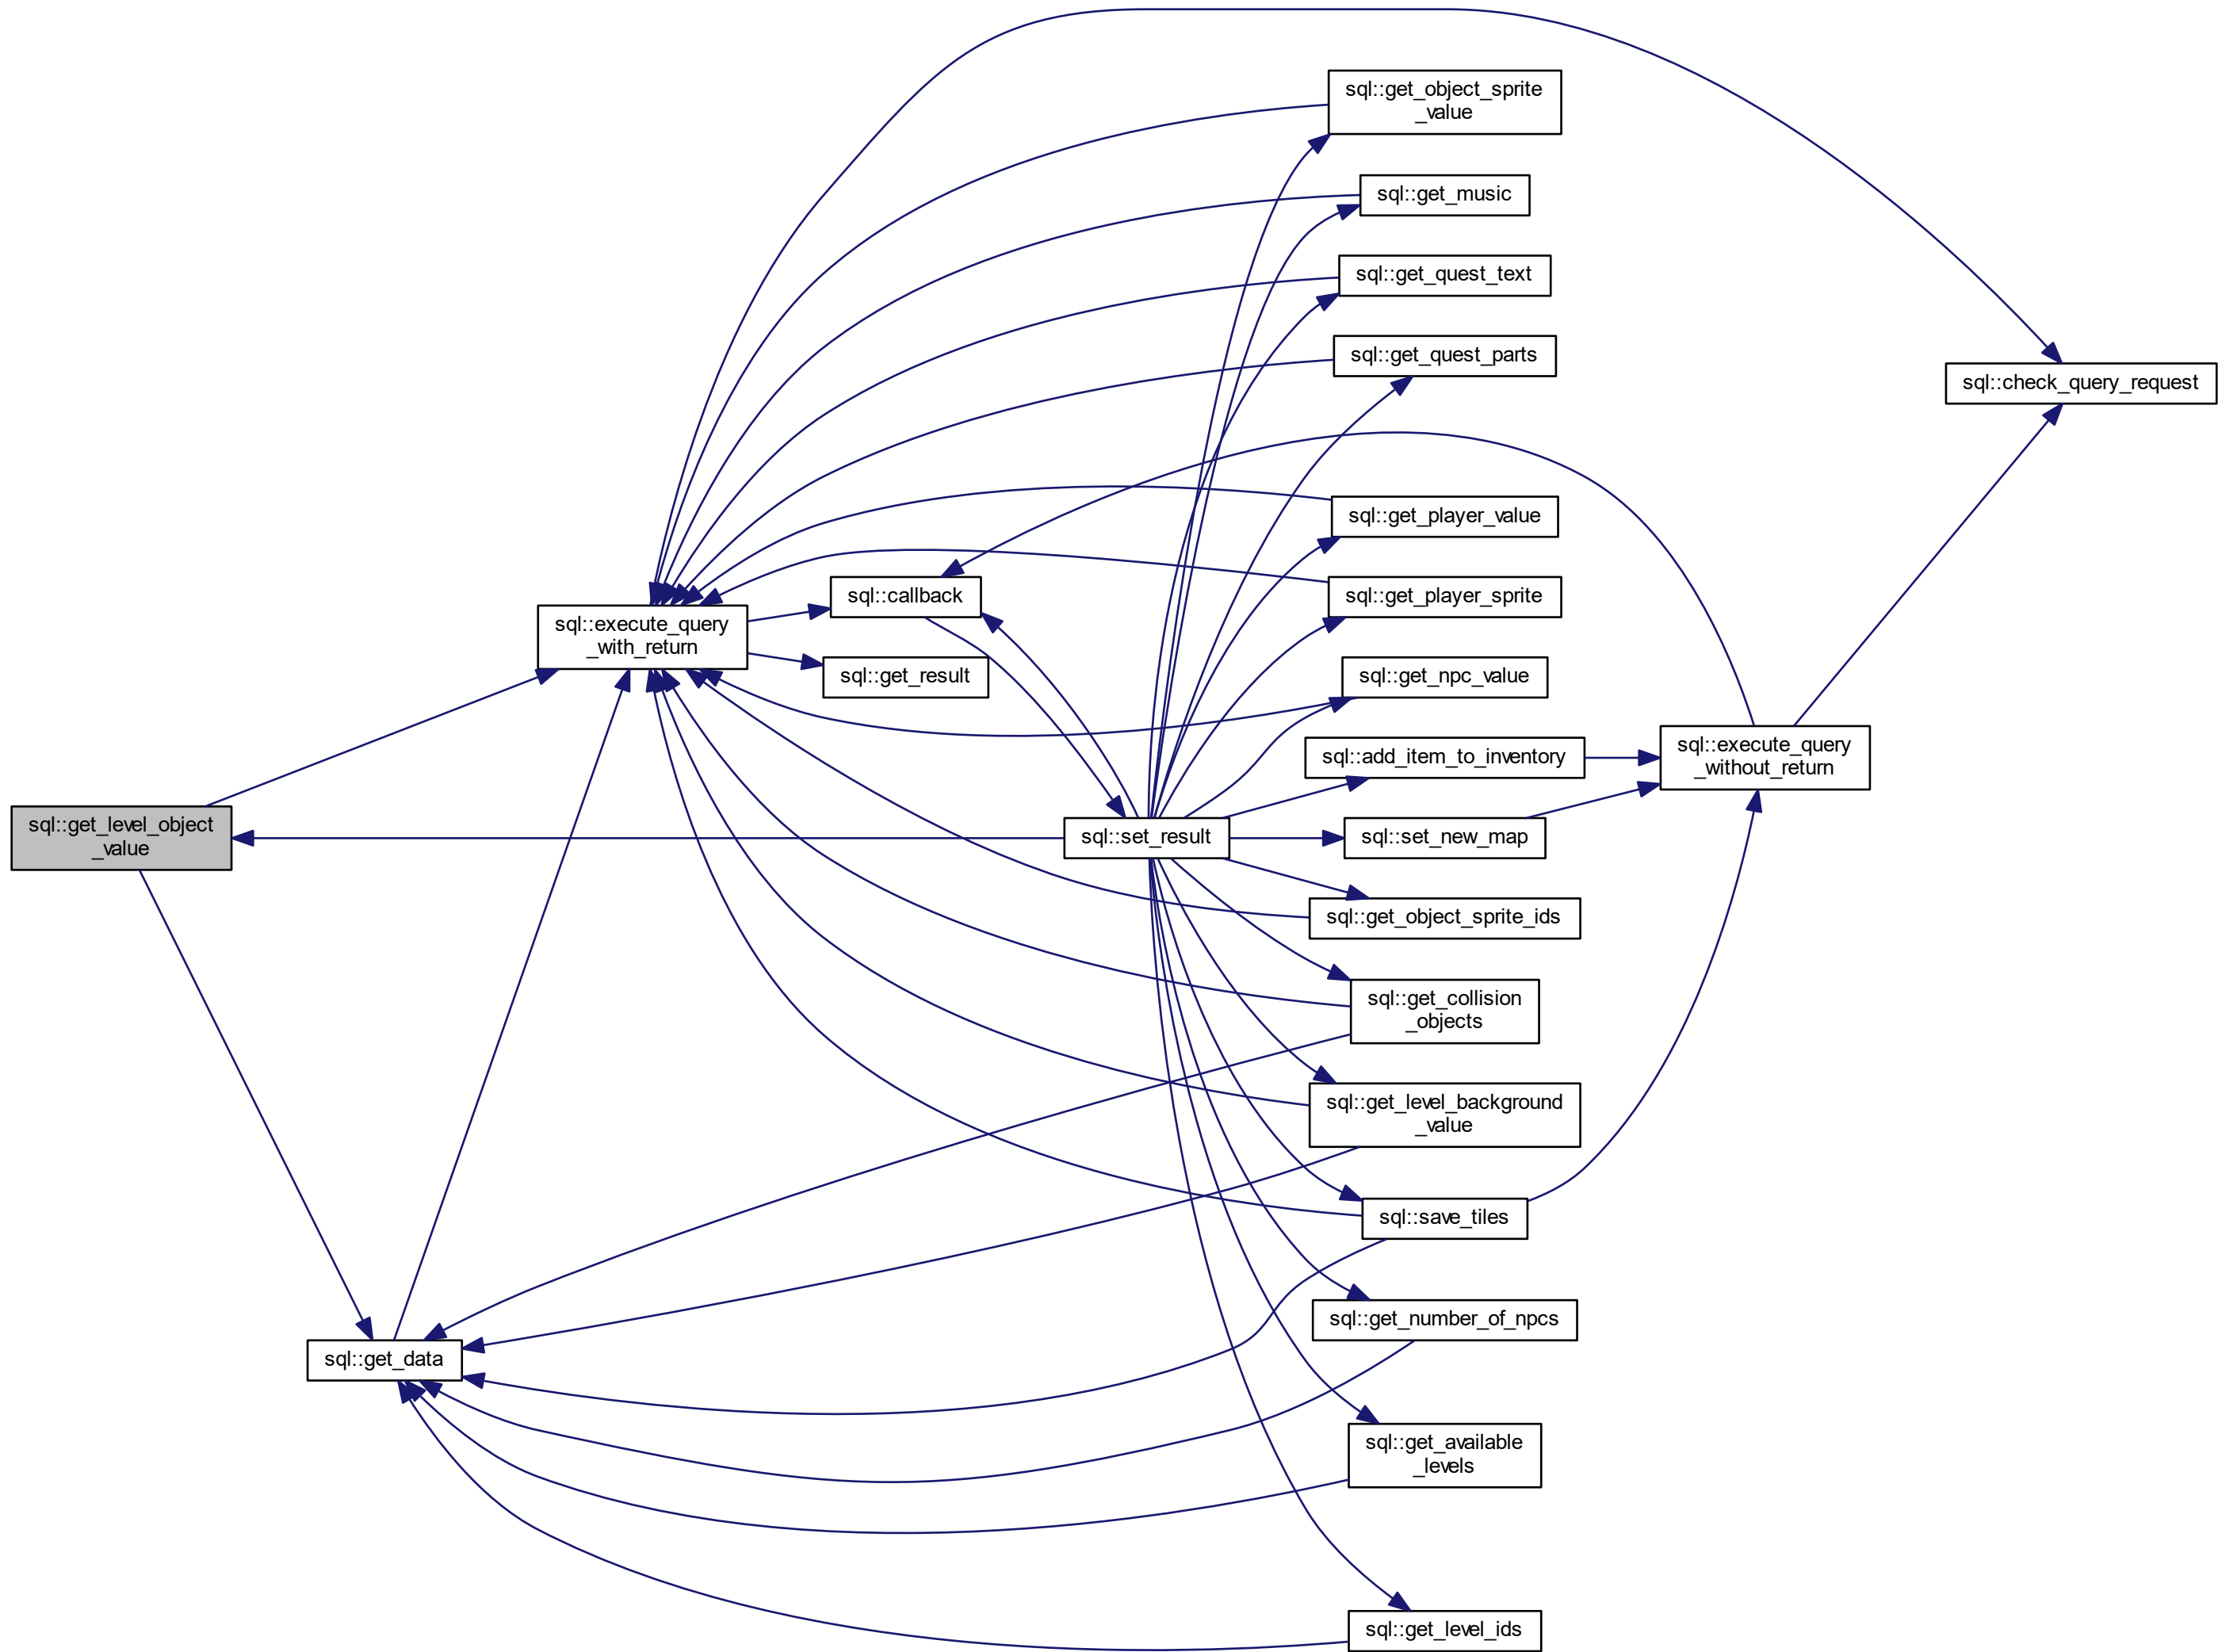 sql::get_object_sprite
_value
sql::get_music
sql::get_quest_text
sql::get_quest_parts
sql::check_query_request
sql::get_player_value
sql::callback
sql::get_player_sprite
sql::execute_query
_with_return
sql::get_result
sql::get_npc_value
sql::add_item_to_inventory
sql::execute_query
_without_return
sql::get_level_object
_value
sql::set_result
sql::set_new_map
sql::get_object_sprite_ids
sql::get_collision
_objects
sql::get_level_background
_value
sql::save_tiles
sql::get_number_of_npcs
sql::get_data
sql::get_available
_levels
sql::get_level_ids